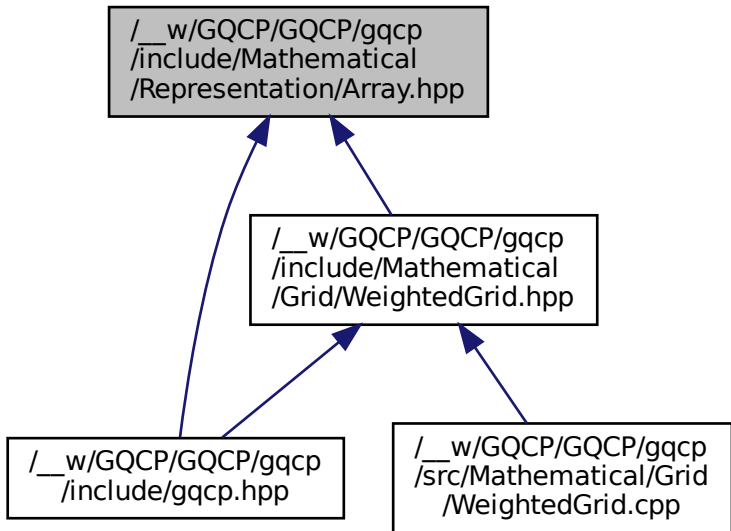 /__w/GQCP/GQCP/gqcp
/include/Mathematical
/Representation/Array.hpp
/__w/GQCP/GQCP/gqcp
/include/Mathematical
/Grid/WeightedGrid.hpp
/__w/GQCP/GQCP/gqcp
/include/gqcp.hpp
/__w/GQCP/GQCP/gqcp
/src/Mathematical/Grid
/WeightedGrid.cpp